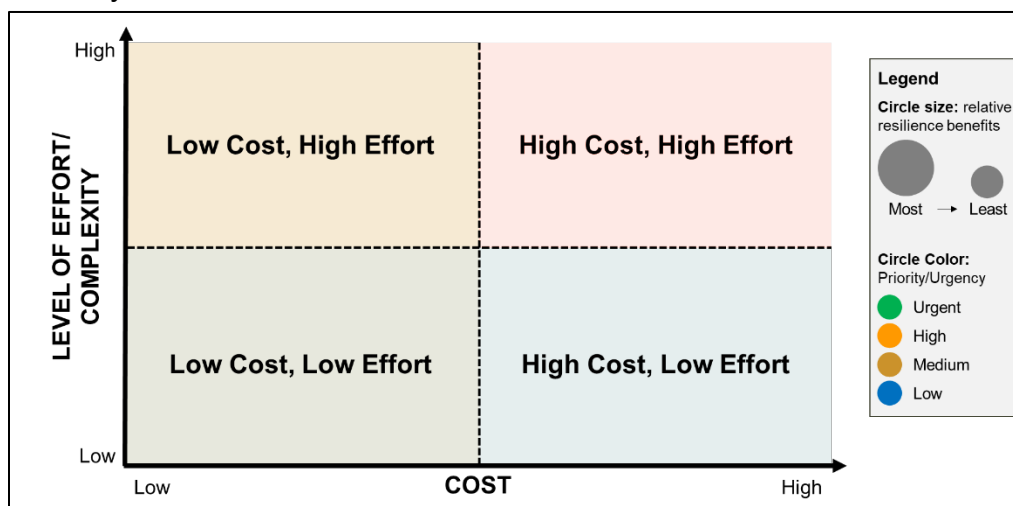 High
LEVEL OF EFFORT/
COMPLEXITY
Low Cost, High Effort
High Cost, High Effort
Low Cost, Low Effort
High Cost, Low Effort
Low
Low
COST
High
Legend
Circle size: relative
resilience benefits
Most → Least
Circle Color:
Priority/Urgency
Urgent
High
Medium
Low